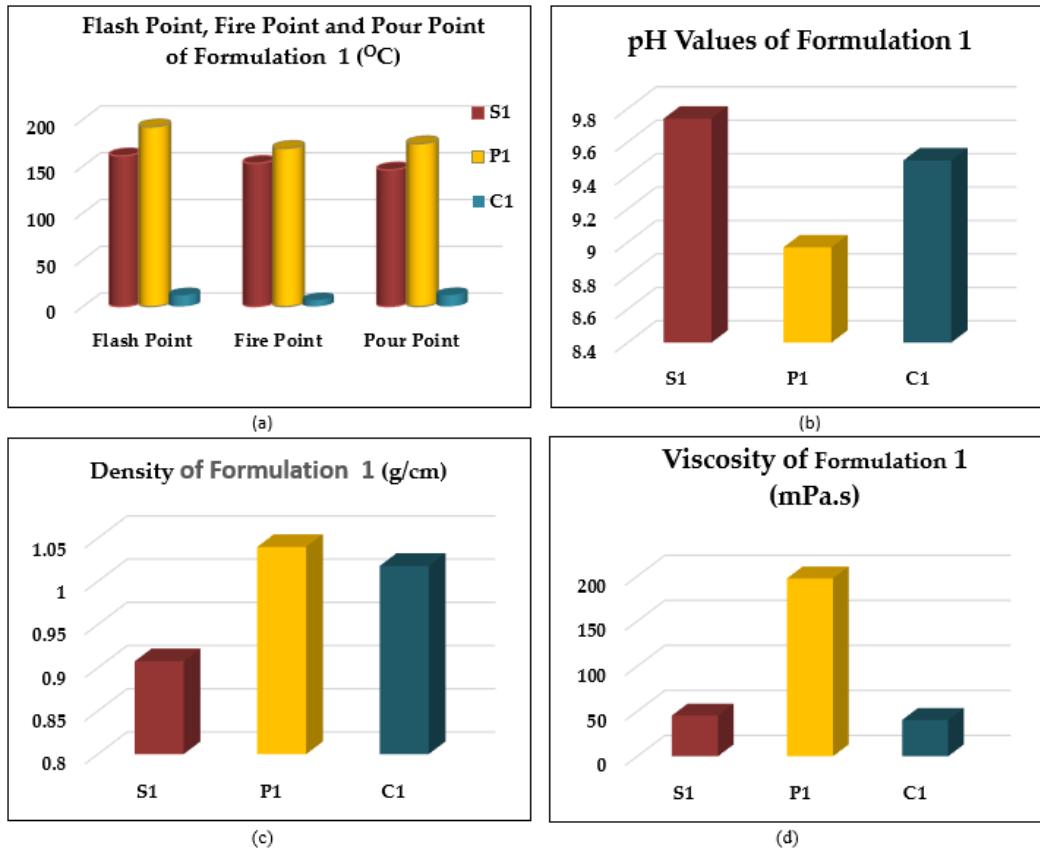 Flash Point, Fire Point and Pour Point
of Formulation 1 (OC)
200
150
100
50
0
S1
P1
C1
Flash Point Fire Point Pour Point
(a)
pH Values of Formulation 1
9.8
9.6
9.4
9.2
9
8.8
8.6
8.4
S1 P1 C1
(b)
Density of Formulation 1 (g/cm)
1.05
1
0.95
0.9
0.85
0.8
S1 P1 C1
(c)
Viscosity of Formulation 1
(mPa.s)
200
150
100
50
0
S1 P1 C1
(d)